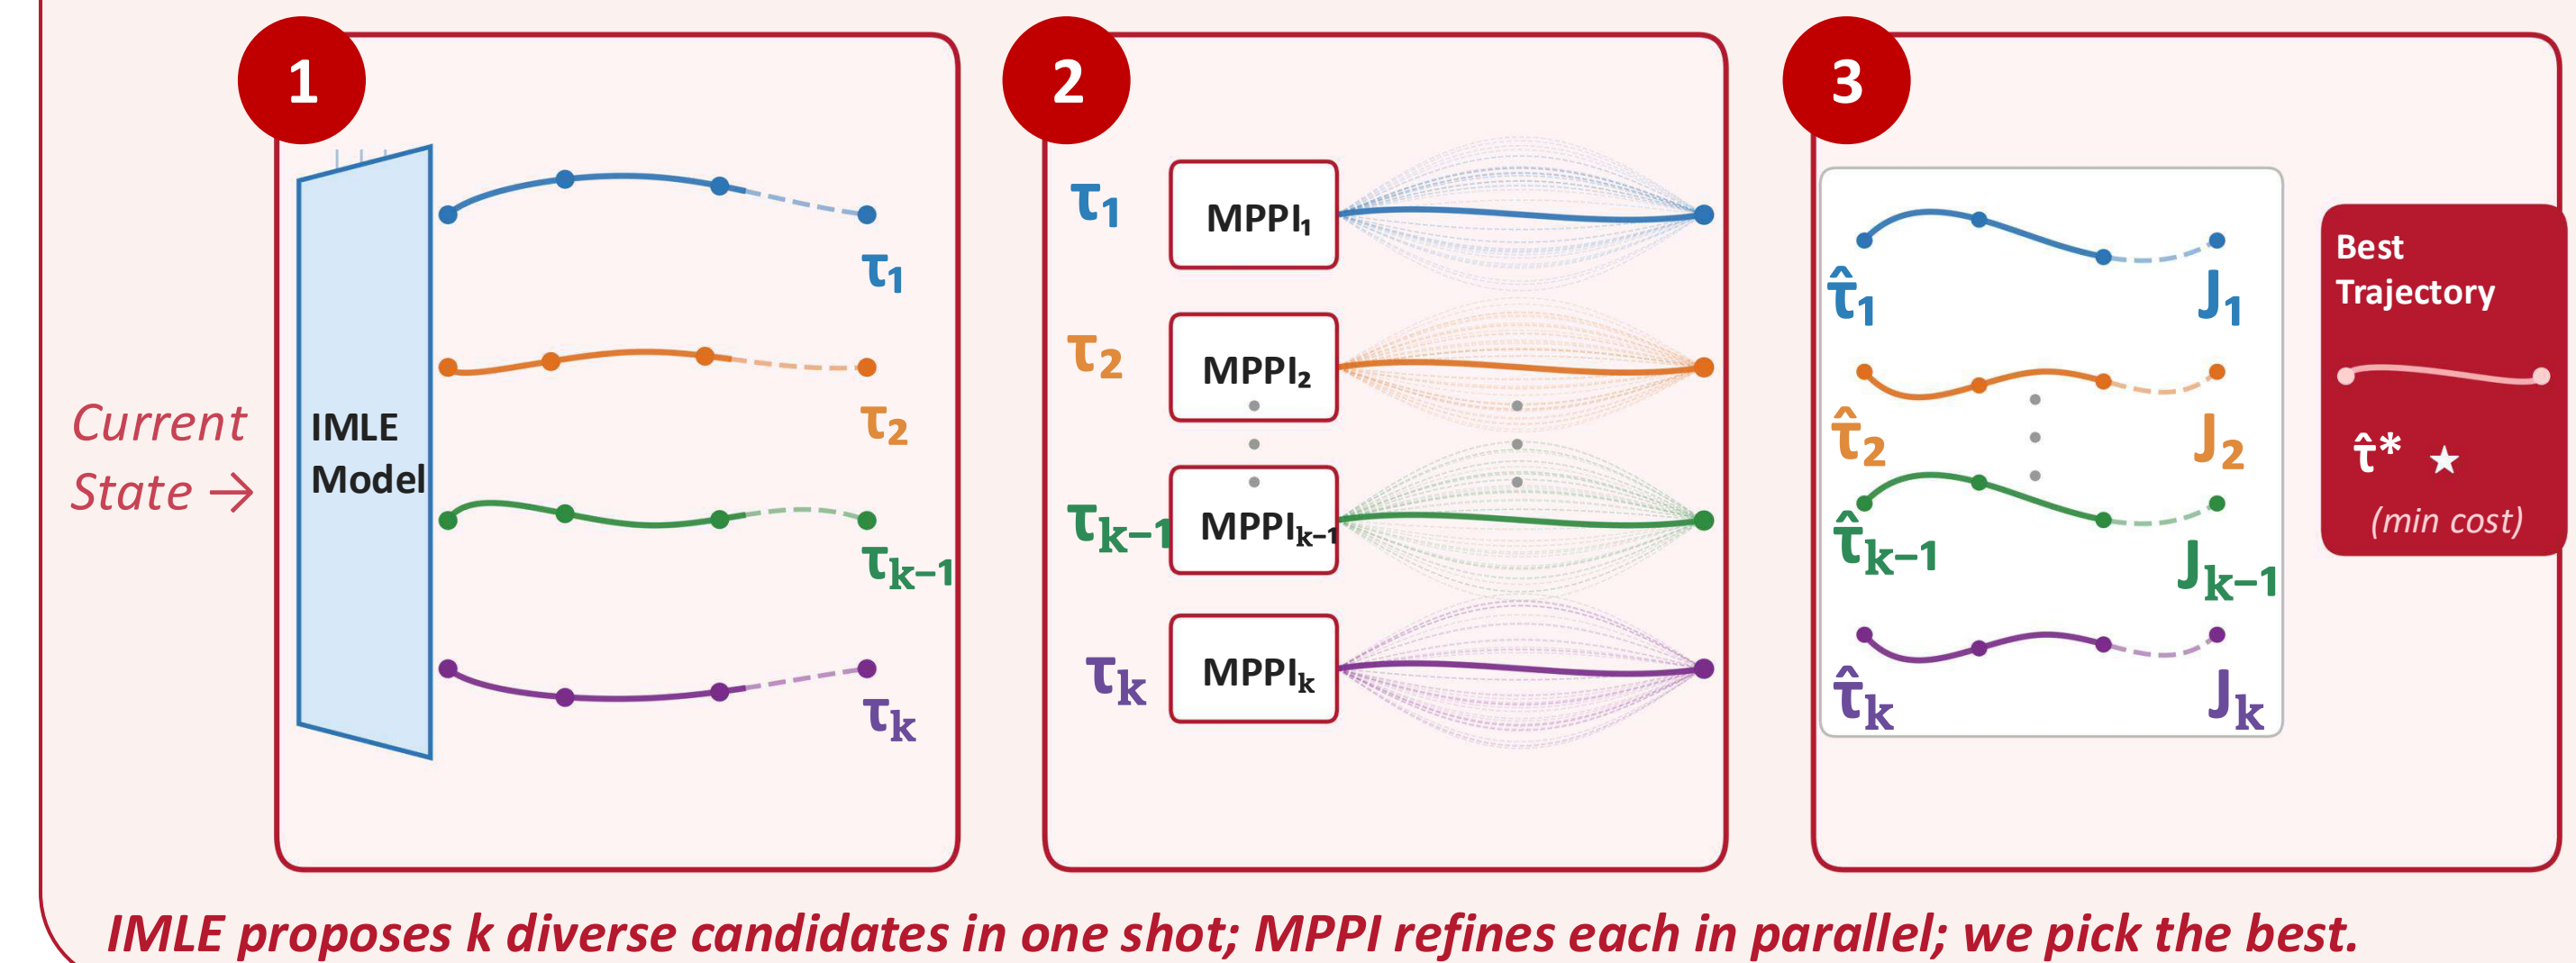 1
Current
State →
IMLE
Model
τ₁
τ₂
τₖ₋₁
τₖ
2
τ₁
MPPI₁
τ₂
MPPI₂
τₖ₋₁
MPPIₖ₋₁
τₖ
MPPIₖ
3
τ̂₁ J₁
τ̂₂ J₂
τ̂ₖ₋₁ Jₖ₋₁
τ̂ₖ Jₖ
Best
Trajectory
τ̂* ★
(min cost)
IMLE proposes k diverse candidates in one shot; MPPI refines each in parallel; we pick the best.